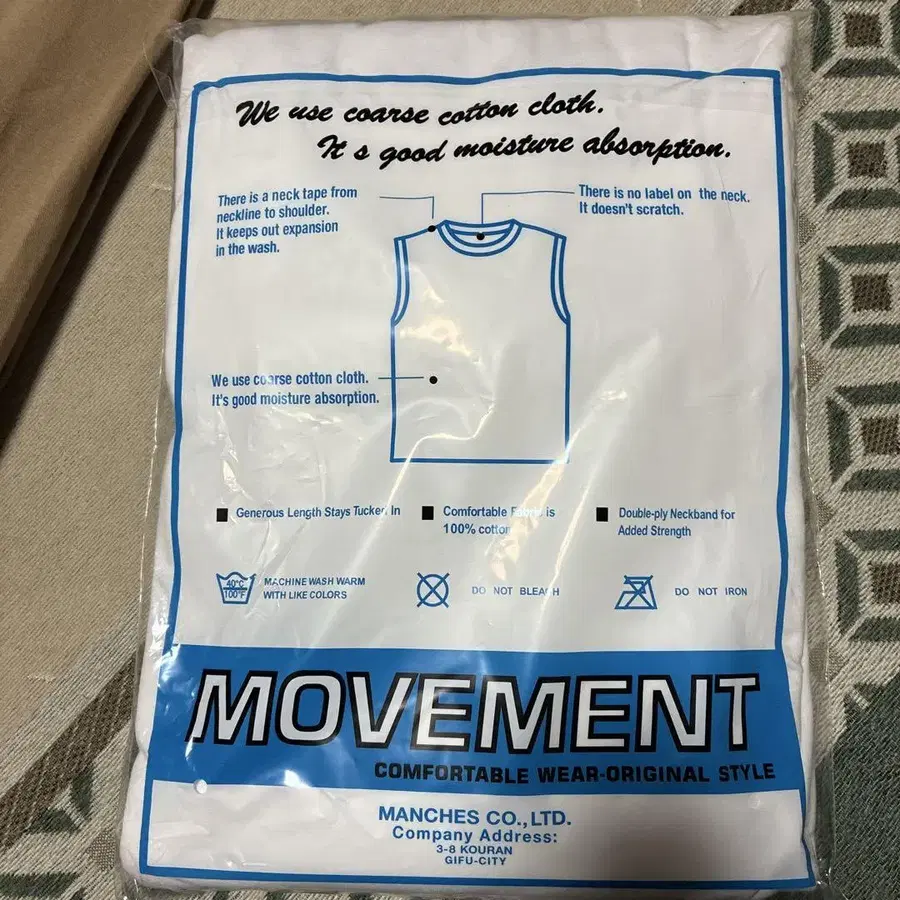 We use coarse cotton cloth.
It s good moisture absorption.
There is a neck tape from
neckline to shoulder.
It keeps out expansion
in the wash.
There is no label on the neck.
It doesn't scratch.
We use coarse cotton cloth.
It's good moisture absorption.
Generous Length Stays Tucked In
Comfortable Fabric is
100% cotton
Double-ply Neckband for
Added Strength
40°C
100°F
MACHINE WASH WARM
WITH LIKE COLORS
DO NOT BLEACH
DO NOT IRON
MOVEMENT
COMFORTABLE WEAR-ORIGINAL STYLE
MANCHES CO.,LTD.
Company Address:
3-8 KOURAN
GIFU-CITY